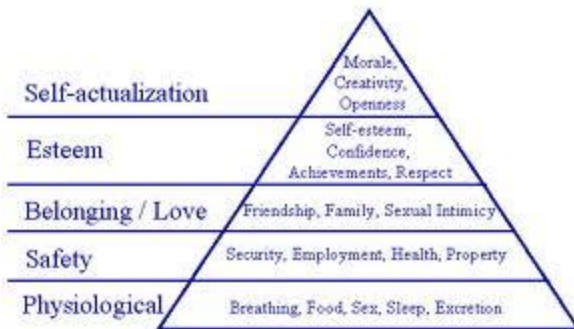 Self-actualization
Morale,
Creativity,
Openness
Esteem
Self-esteem,
Confidence,
Achievements, Respect
Belonging / Love
Friendship, Family, Sexual Intimicy
Safety
Security, Employment, Health, Property
Physiological
Breathing, Food, Sex, Sleep, Excretion